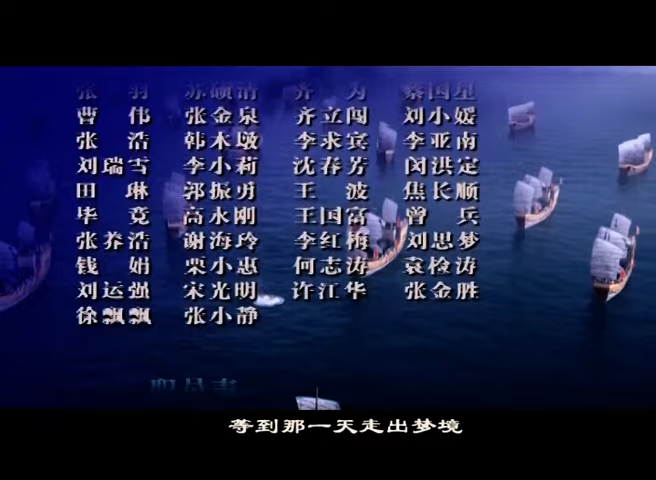 曹 伟 张金泉 齐立闯 刘小媛
张 浩 韩木墩 李求宾 李亚南
刘瑞雪 李小莉 沈春芳 闵洪定
田 琳 郭振勇 王 波 焦长顺
毕 竟 高永刚 王国富 曾 兵
张养浩 谢海玲 李红梅 刘思梦
钱 娟 栗小惠 何志涛 袁检涛
刘运强 宋光明 许江华 张金胜
徐飘飘 张小静
等到那一天走出梦境